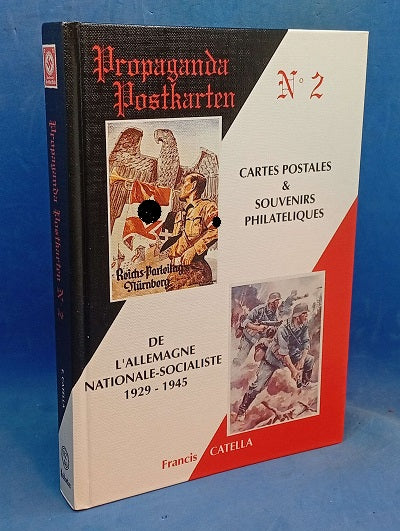 Propaganda
Postkarten
N° 2
CARTES POSTALES
&
SOUVENIRS
PHILATELIQUES
Reichs-Parteitag
Nürnberg
DE
L'ALLEMAGNE
NATIONALE-SOCIALISTE
1929 - 1945
Francis CATELLA
Propaganda Postkarten N° 2
F. CATELLA